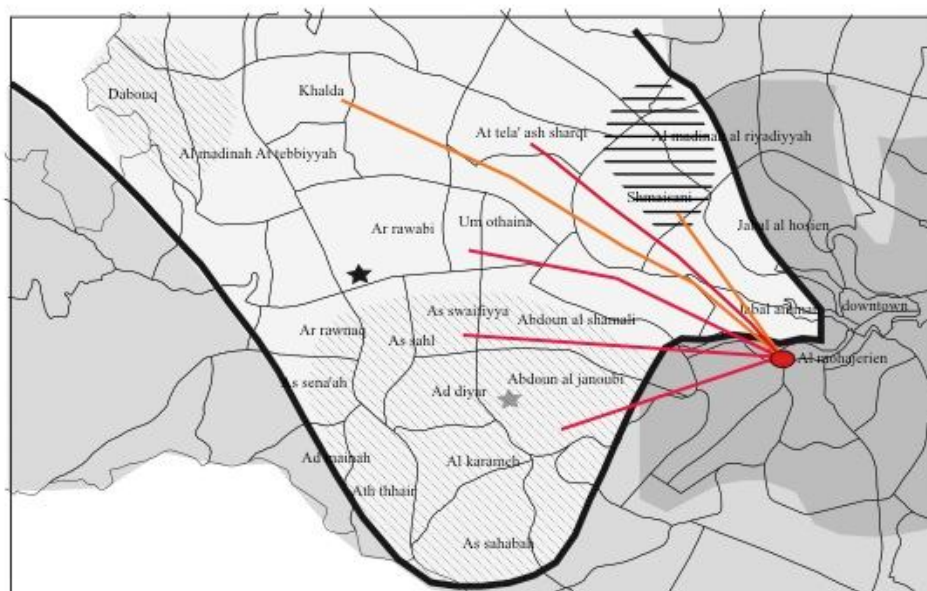 Dabouq
Khalda
At tela' ash sharqi
Al madinah al riyadiyyah
Al madinah At tebbiyyah
Shmaisani
Um othaina
Ar rawabi
Jabal al hosien
As swaifiyya
Abdoun al shamali
Jabal amman
downtown
Ar rawnaq
As sahl
Al mohajerien
As sena'ah
Ad diyar
Abdoun al janoubi
Al karameh
Ath thhair
As sahabah